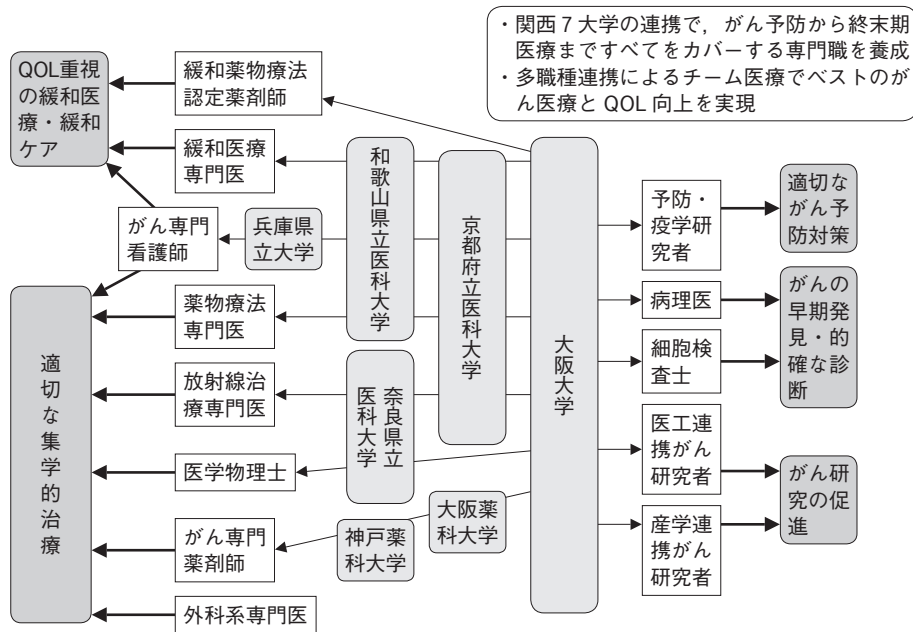 ・関西７大学の連携で，がん予防から終末期
医療まですべてをカバーする専門職を養成
・多職種連携によるチーム医療でベストのが
ん医療と QOL 向上を実現
QOL重視
の緩和医
療・緩和
ケア
緩和薬物療法
認定薬剤師
緩和医療
専門医
がん専門
看護師
兵庫県
立大学
和歌山県立医科大学
京都府立医科大学
大阪大学
予防・
疫学研
究者
適切な
がん予
防対策
適切な集学的治療
薬物療法
専門医
放射線治
療専門医
奈良県立
医科大学
医学物理士
がん専門
薬剤師
神戸薬
科大学
大阪薬
科大学
外科系専門医
病理医
細胞検
査士
がんの
早期発
見・的
確な診
断
医工連
携がん
研究者
産学連
携がん
研究者
がん研
究の促
進